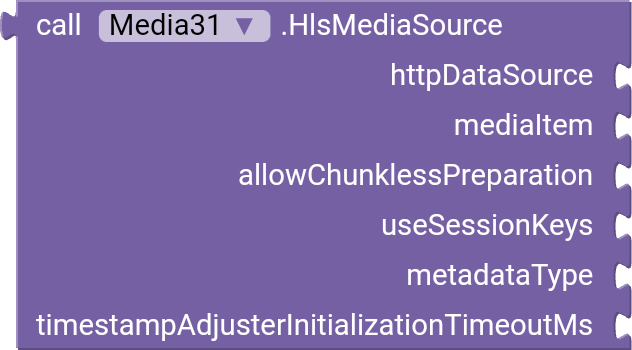 call Media31 .HlsMediaSource
httpDataSource
mediaItem
allowChunklessPreparation
useSessionKeys
metadataType
timestampAdjusterInitializationTimeoutMs